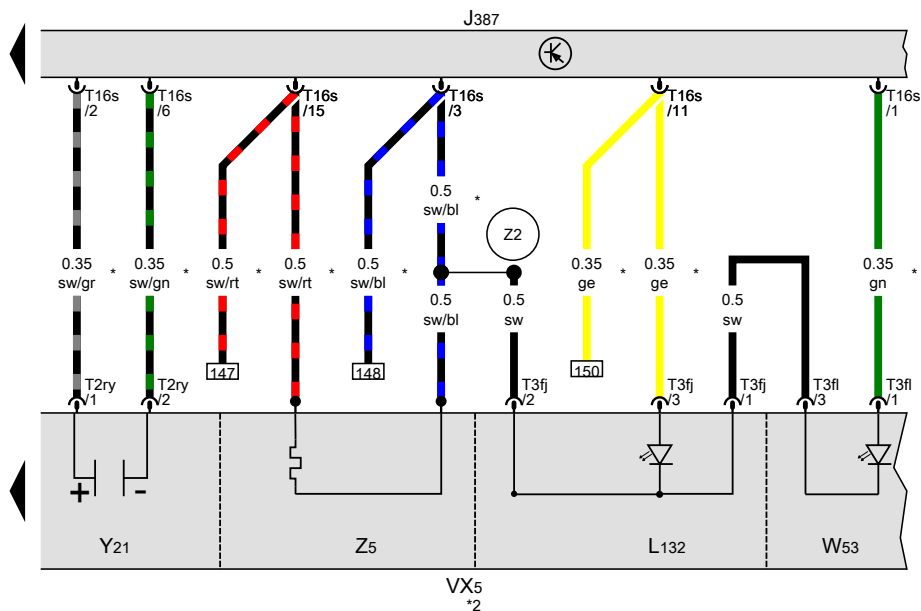 J387
T16s
/2
T16s
/6
T16s
/15
T16s
/3
T16s
/11
T16s
/1
0.5
sw/bl
*
Z2
0.35
sw/gr
*
0.35
sw/gn
*
0.5
sw/rt
*
0.5
sw/rt
*
0.5
sw/bl
*
0.5
sw/bl
0.5
sw
0.35
ge
*
0.35
ge
*
0.5
sw
0.35
gn
*
147
148
150
T2ry
/1
T2ry
/2
T3fj
/2
T3fj
/3
T3fj
/1
T3fl
/3
T3fl
/1
+
-
Y21
Z5
L132
W53
VX5
*2